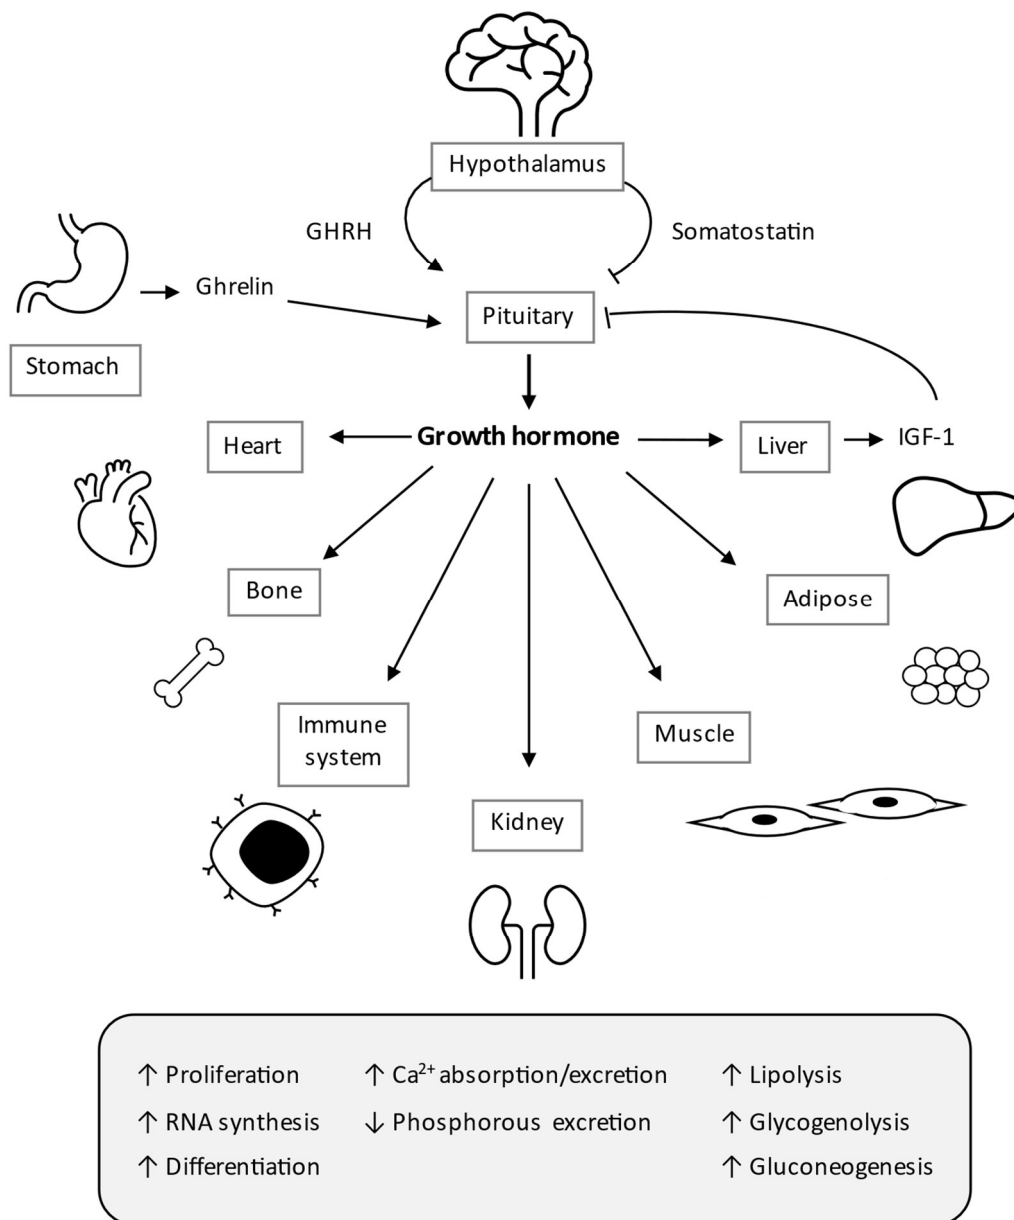 Hypothalamus
GHRH
Somatostatin
Ghrelin
Pituitary
Stomach
Heart
Growth hormone
Liver
IGF-1
Bone
Adipose
Immune
system
Muscle
Kidney
↑ Proliferation
↑ RNA synthesis
↑ Differentiation
↑ Ca²⁺ absorption/excretion
↓ Phosphorous excretion
↑ Lipolysis
↑ Glycogenolysis
↑ Gluconeogenesis